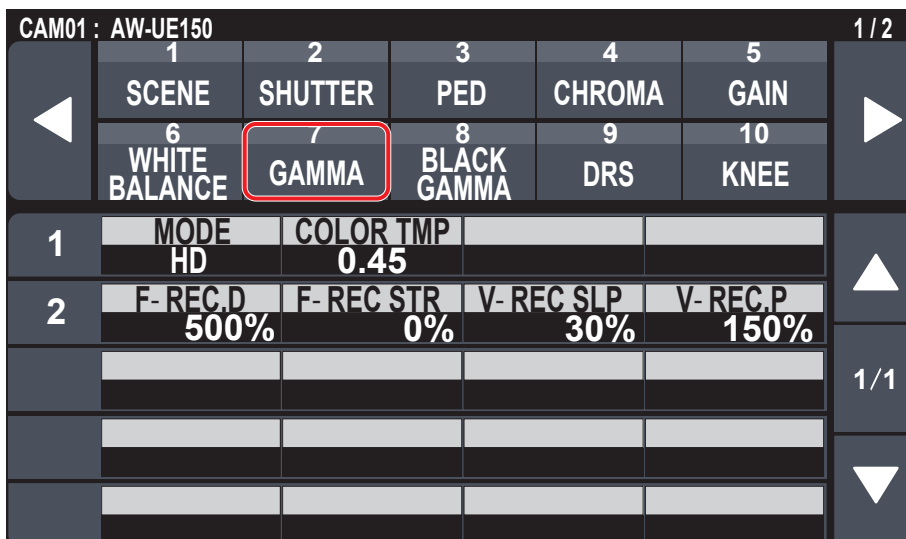 CAM01 : AW-UE150 1 / 2
1 2 3 4 5
SCENE SHUTTER PED CHROMA GAIN
6 7 8 9 10
WHITE BALANCE GAMMA BLACK GAMMA DRS KNEE
1 MODE COLOR TMP
HD 0.45
2 F- REC,D F- REC STR V- REC SLP V- REC,P
500% 0% 30% 150%
1/1